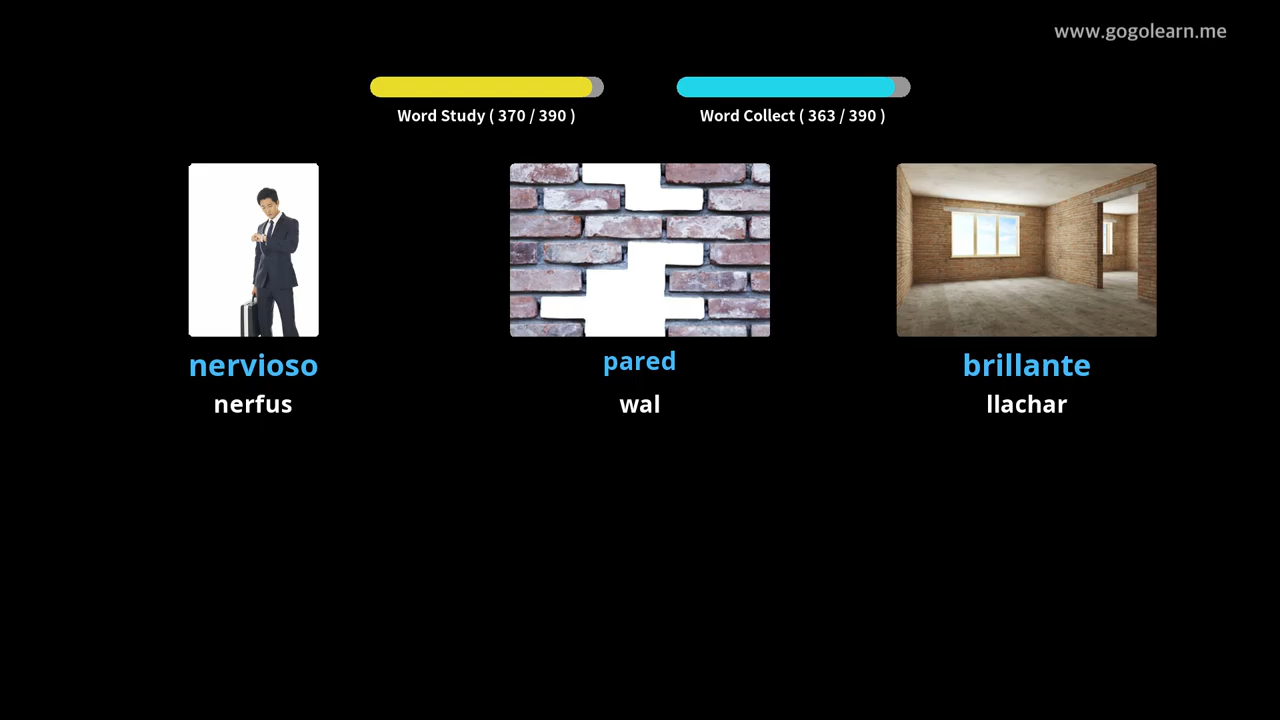 www.gogolearn.me
Word Study ( 370 / 390 )
Word Collect ( 363 / 390 )
nervioso
nerfus
pared
wal
brillante
llachar